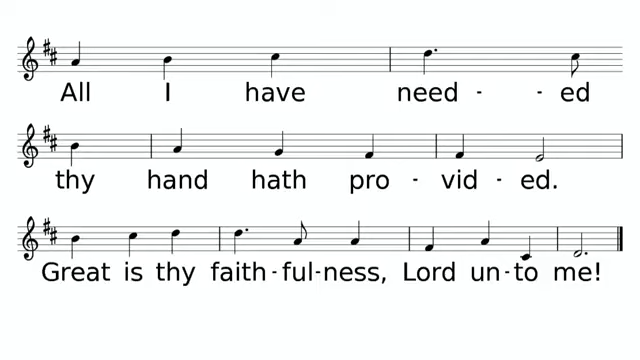 All I have need - - ed
thy hand hath pro - vid - ed.
Great is thy faith-ful-ness, Lord un-to me!